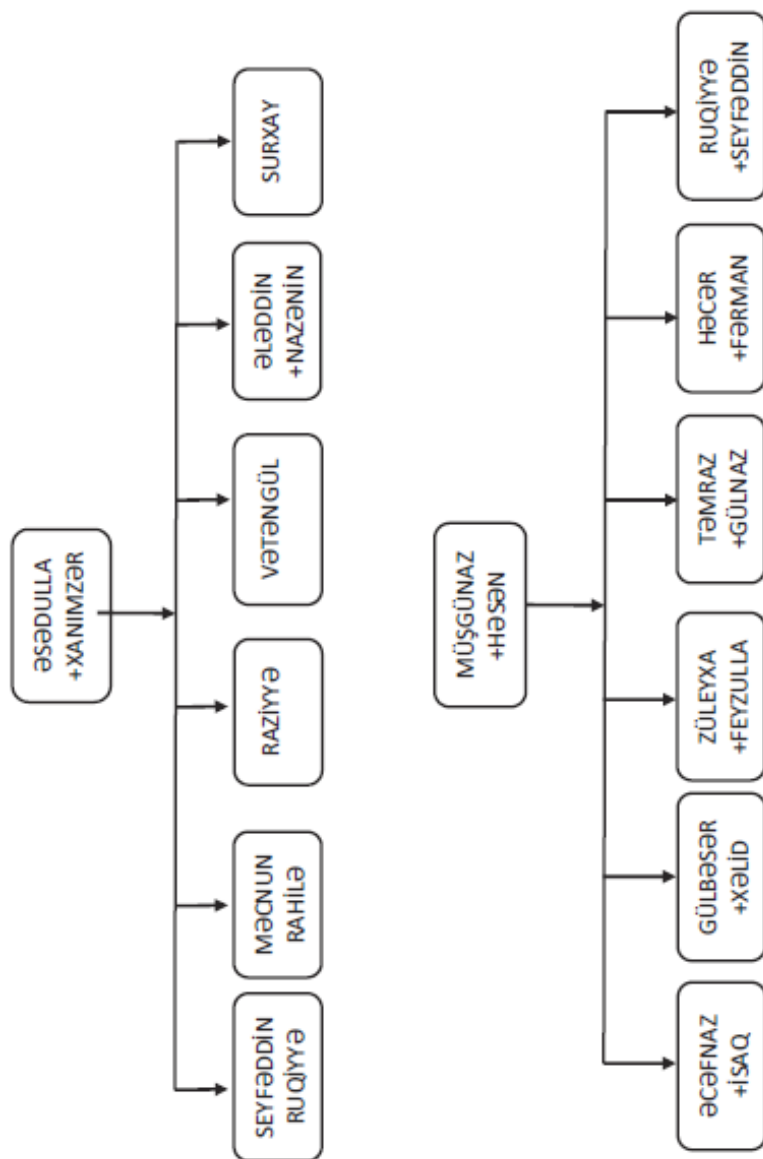 ƏSƏDULLA
+XANIMZƏR
SEYFƏDDİN
RUQİYYƏ
MƏCNUN
RAHİLƏ
RAZİYYƏ
VƏTƏNGÜL
ƏLƏDDİN
+NAZƏNİN
SURXAY
MÜŞGÜNAZ
+HƏSƏN
ƏCƏFNAZ
+İSAQ
GÜLBƏSƏR
+XƏLİD
ZÜLEYXA
+FEYZULLA
TƏMRAZ
+GÜLNAZ
HƏCƏR
+FƏRMAN
RUQİYYƏ
+SEYFƏDDİN